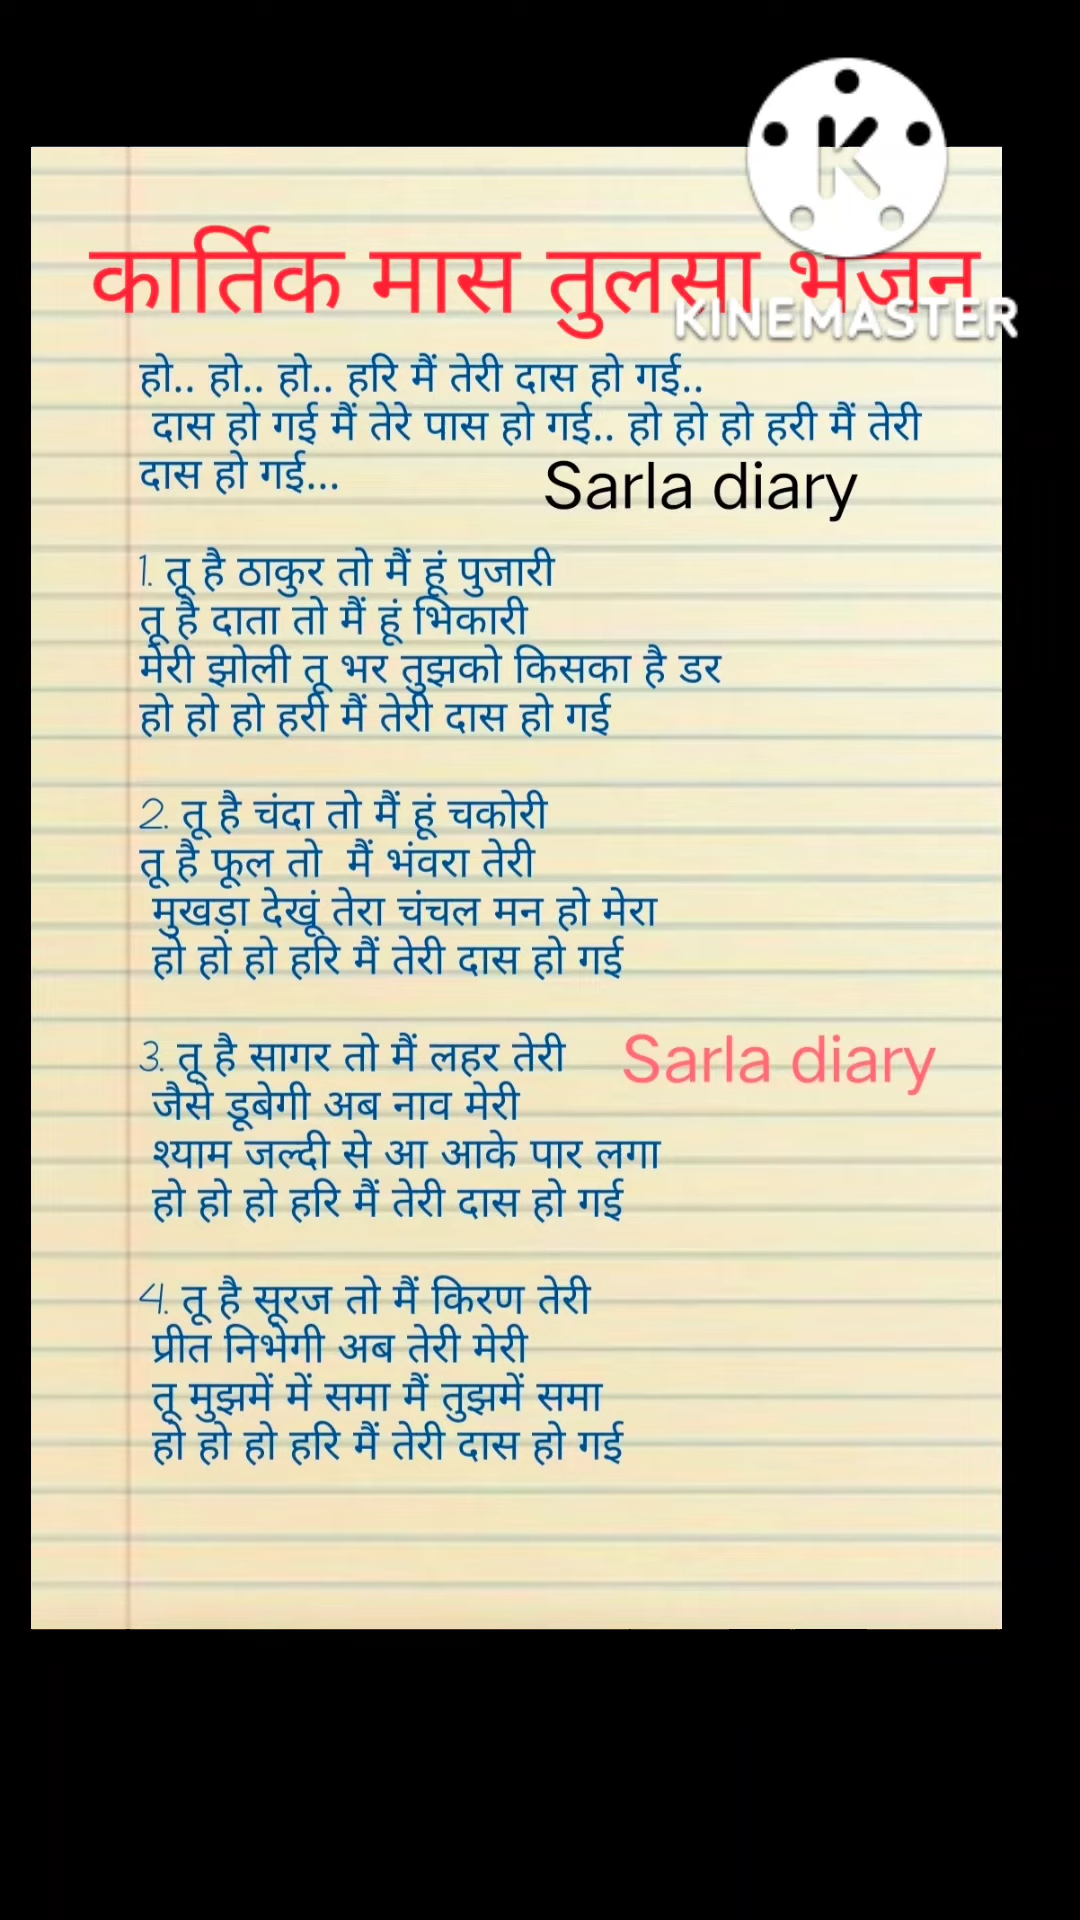 K
कार्तिक मास तुलसा भजन
KINEMASTER
हो.. हो.. हो.. हरि मैं तेरी दास हो गई..
दास हो गई मैं तेरे पास हो गई.. हो हो हो हरी मैं तेरी
दास हो गई...
Sarla diary
1. तू है ठाकुर तो मैं हूं पुजारी
तू है दाता तो मैं हूं भिकारी
मेरी झोली तू भर तुझको किसका है डर
हो हो हो हरी मैं तेरी दास हो गई
2. तू है चंदा तो मैं हूं चकोरी
तू है फूल तो मैं भंवरा तेरी
मुखड़ा देखूं तेरा चंचल मन हो मेरा
हो हो हो हरि मैं तेरी दास हो गई
3. तू है सागर तो मैं लहर तेरी
Sarla diary
जैसे डूबेगी अब नाव मेरी
श्याम जल्दी से आ आके पार लगा
हो हो हो हरि मैं तेरी दास हो गई
4. तू है सूरज तो मैं किरण तेरी
प्रीत निभेगी अब तेरी मेरी
तू मुझमें में समा मैं तुझमें समा
हो हो हो हरि मैं तेरी दास हो गई